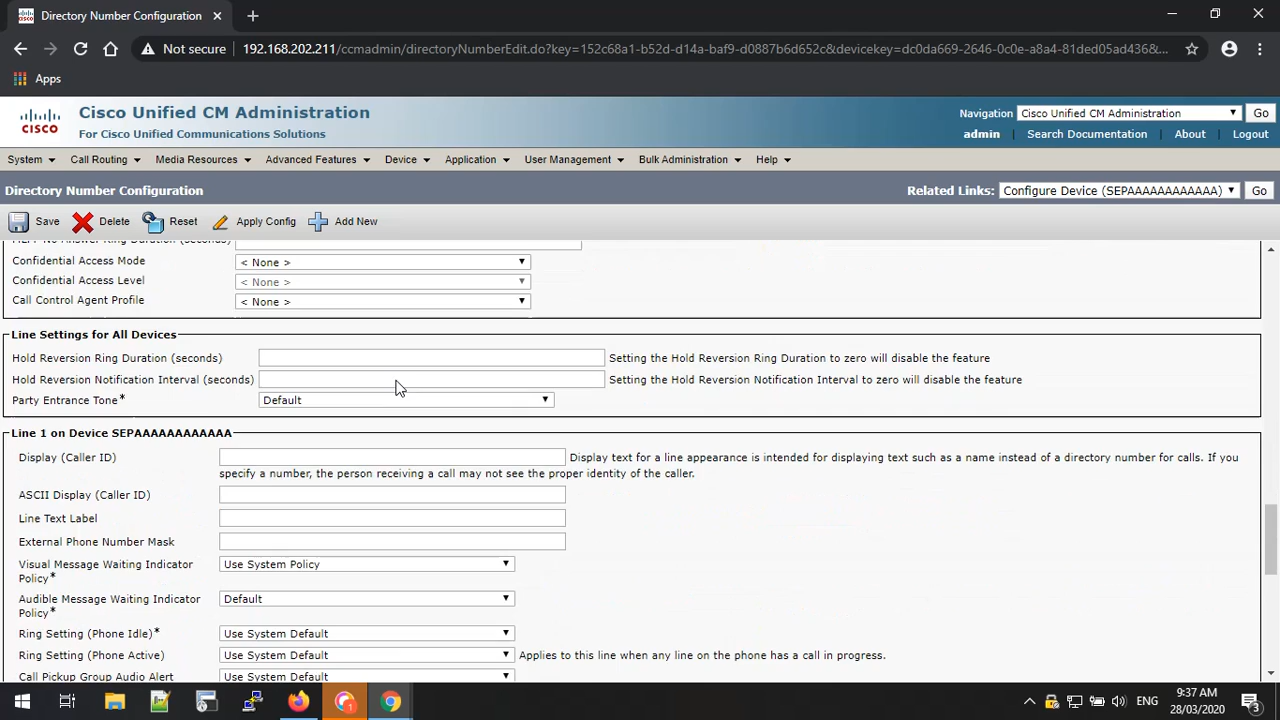 Directory Number Configuration
Not secure 192.168.202.211/ccmadmin/directoryNumberEdit.do?key=152c68a1-b52d-d14a-baf9-d0887b6d652c&devicekey=dc0da669-2646-0c0e-a8a4-81ded05ad436&...
Apps
CISCO
Cisco Unified CM Administration
For Cisco Unified Communications Solutions
Navigation Cisco Unified CM Administration Go
admin Search Documentation About Logout
System Call Routing Media Resources Advanced Features Device Application User Management Bulk Administration Help
Directory Number Configuration
Related Links: Configure Device (SEPAAAAAAAAAAAA) Go
Save Delete Reset Apply Config Add New
MLPP No Answer Ring Duration (seconds)
Confidential Access Mode < None >
Confidential Access Level < None >
Call Control Agent Profile < None >
Line Settings for All Devices
Hold Reversion Ring Duration (seconds) Setting the Hold Reversion Ring Duration to zero will disable the feature
Hold Reversion Notification Interval (seconds) Setting the Hold Reversion Notification Interval to zero will disable the feature
Party Entrance Tone* Default
Line 1 on Device SEPAAAAAAAAAAAA
Display (Caller ID) Display text for a line appearance is intended for displaying text such as a name instead of a directory number for calls. If you
specify a number, the person receiving a call may not see the proper identity of the caller.
ASCII Display (Caller ID)
Line Text Label
External Phone Number Mask
Visual Message Waiting Indicator Use System Policy
Policy*
Audible Message Waiting Indicator Default
Policy*
Ring Setting (Phone Idle)* Use System Default
Ring Setting (Phone Active) Use System Default Applies to this line when any line on the phone has a call in progress.
Call Pickup Group Audio Alert Use System Default
ENG
9:37 AM
28/03/2020
3